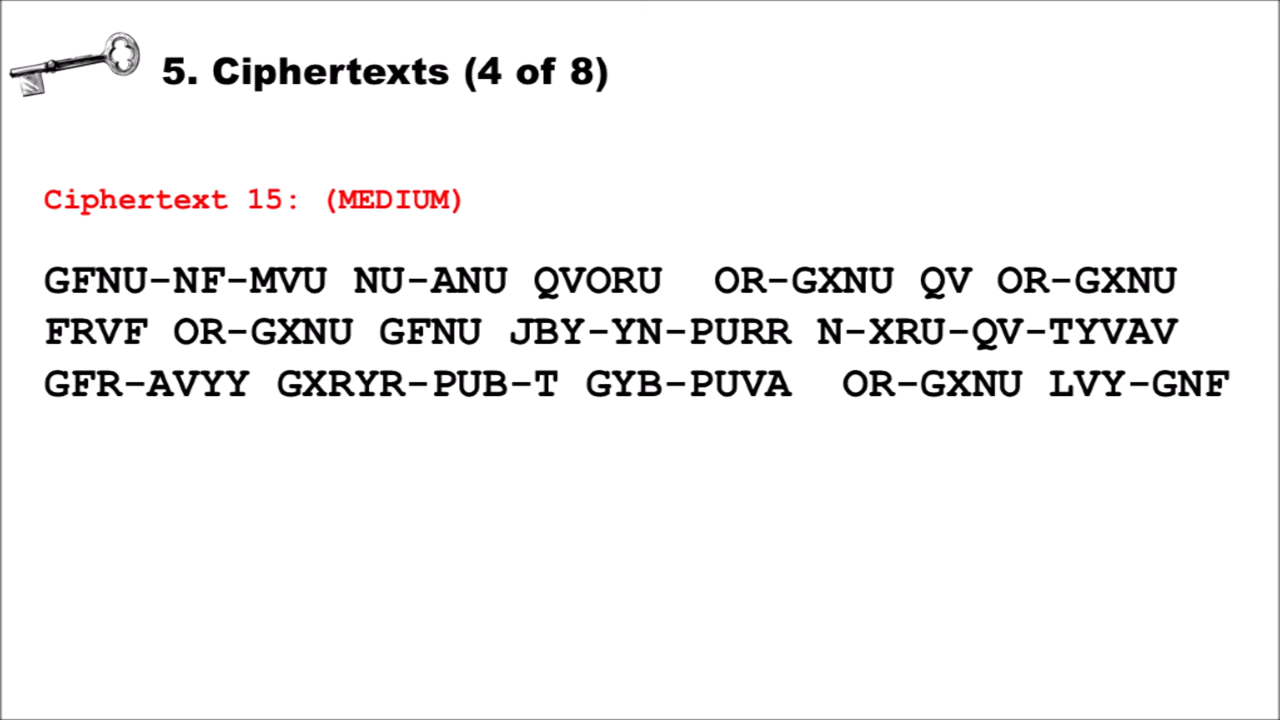 5. Ciphertexts (4 of 8)
Ciphertext 15: (MEDIUM)
GFNU-NF-MVU NU-ANU QVORU  OR-GXNU QV OR-GXNU
FRVF OR-GXNU GFNU JBY-YN-PURR N-XRU-QV-TYVAV
GFR-AVYY GXRYR-PUB-T GYB-PUVA  OR-GXNU LVY-GNF